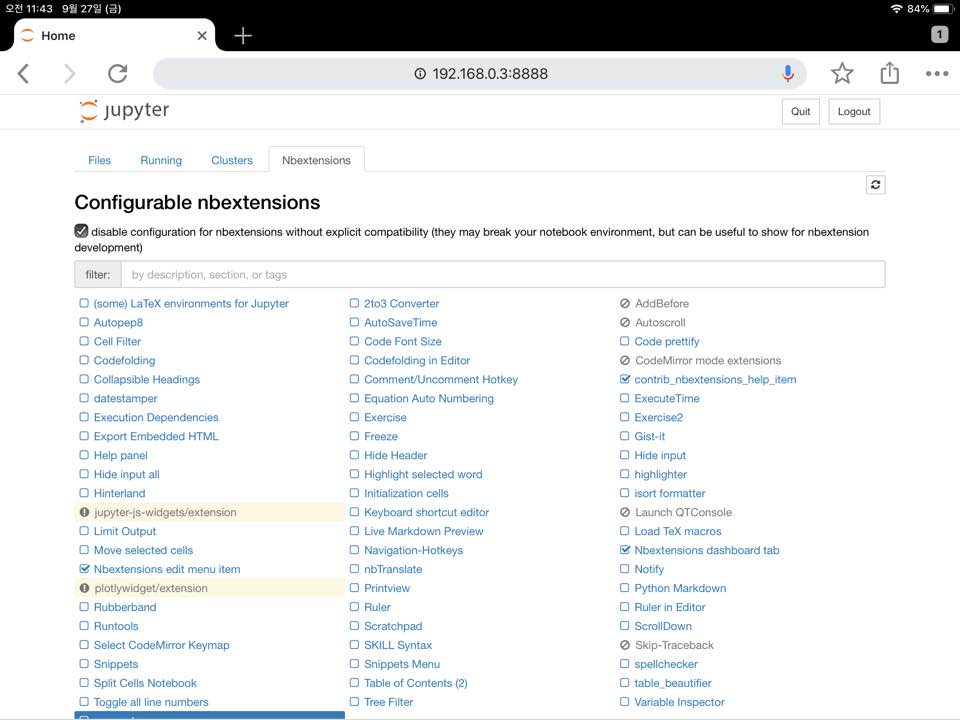 오전 11:43 9월 27일 (금) 84%
Home 1
192.168.0.3:8888
jupyter Quit Logout
Files Running Clusters Nbextensions
Configurable nbextensions
disable configuration for nbextensions without explicit compatibility (they may break your notebook environment, but can be useful to show for nbextension
development)
filter: by description, section, or tags
(some) LaTeX environments for Jupyter 2to3 Converter AddBefore
Autopep8 AutoSaveTime Autoscroll
Cell Filter Code Font Size Code prettify
Codefolding Codefolding in Editor CodeMirror mode extensions
Collapsible Headings Comment/Uncomment Hotkey contrib_nbextensions_help_item
datestamper Equation Auto Numbering ExecuteTime
Execution Dependencies Exercise Exercise2
Export Embedded HTML Freeze Gist-it
Help panel Hide Header Hide input
Hide input all Highlight selected word highlighter
Hinterland Initialization cells isort formatter
jupyter-js-widgets/extension Keyboard shortcut editor Launch QTConsole
Limit Output Live Markdown Preview Load TeX macros
Move selected cells Navigation-Hotkeys Nbextensions dashboard tab
Nbextensions edit menu item nbTranslate Notify
plotlywidget/extension Printview Python Markdown
Rubberband Ruler Ruler in Editor
Runtools Scratchpad ScrollDown
Select CodeMirror Keymap SKILL Syntax Skip-Traceback
Snippets Snippets Menu spellchecker
Split Cells Notebook Table of Contents (2) table_beautifier
Toggle all line numbers Tree Filter Variable Inspector